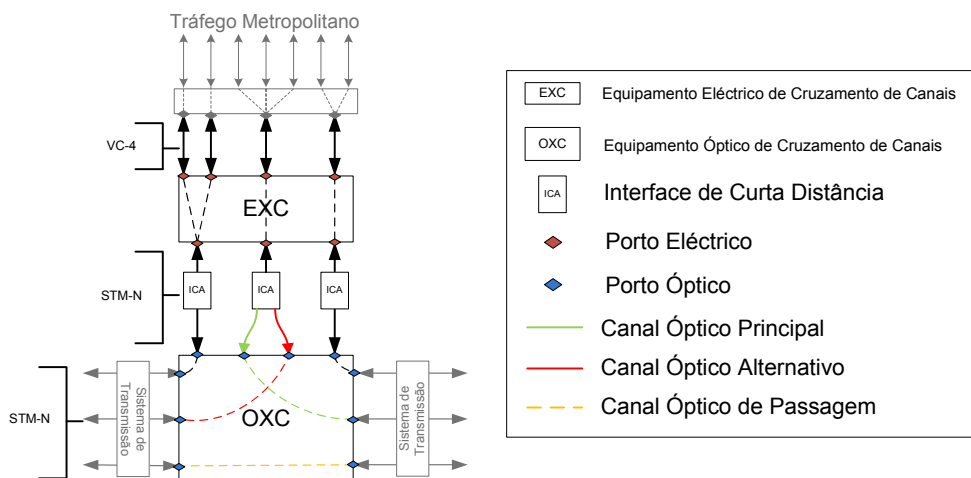 Tráfego Metropolitano
VC-4
EXC
STM-N
ICA
ICA
ICA
STM-N
Sistema de
Transmissão
OXC
Sistema de
Transmissão
EXC
Equipamento Eléctrico de Cruzamento de Canais
OXC
Equipamento Óptico de Cruzamento de Canais
ICA
Interface de Curta Distância
Porto Eléctrico
Porto Óptico
Canal Óptico Principal
Canal Óptico Alternativo
Canal Óptico de Passagem